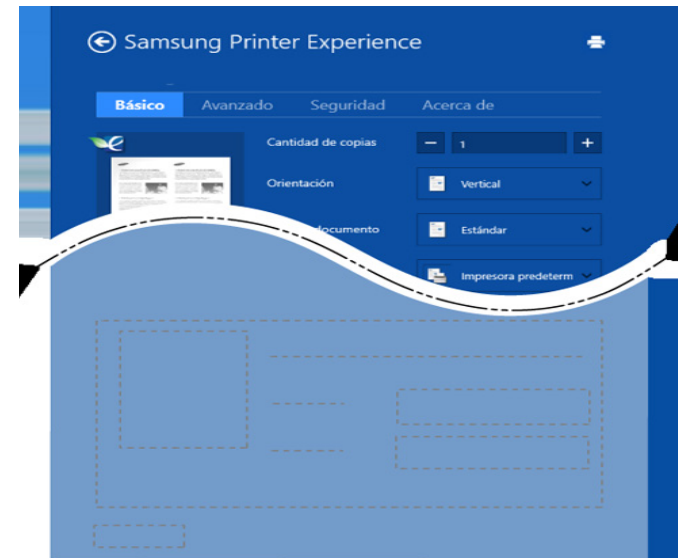 Samsung Printer Experience
Básico Avanzado Seguridad Acerca de
Cantidad de copias 1
Orientación Vertical
documento Estándar
Impresora predeterm